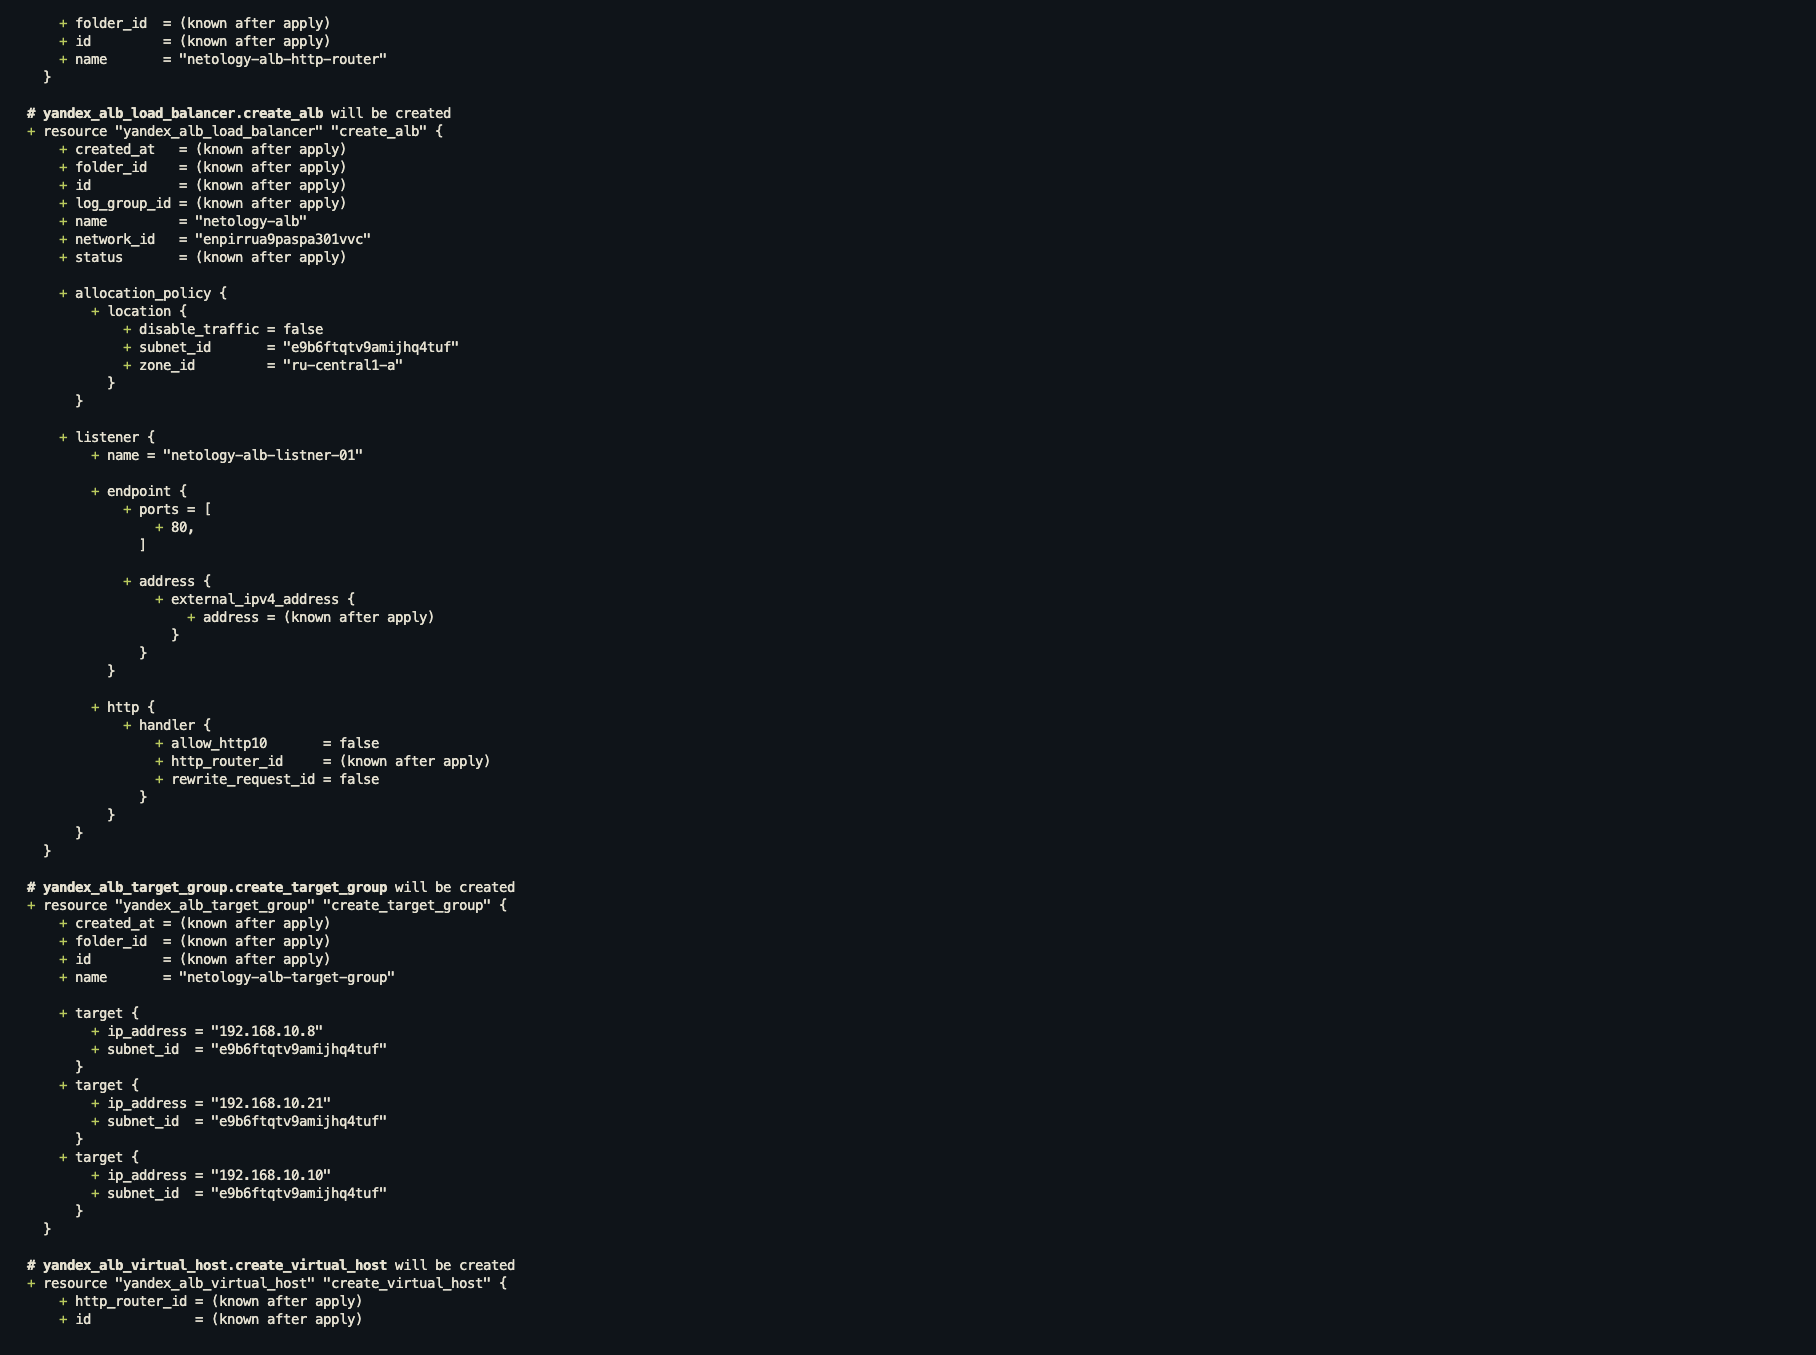 + folder_id  = (known after apply)
      + id         = (known after apply)
      + name       = "netology-alb-http-router"
    }

  # yandex_alb_load_balancer.create_alb will be created
  + resource "yandex_alb_load_balancer" "create_alb" {
      + created_at   = (known after apply)
      + folder_id    = (known after apply)
      + id           = (known after apply)
      + log_group_id = (known after apply)
      + name         = "netology-alb"
      + network_id   = "enpirrua9paspa301vvc"
      + status       = (known after apply)

      + allocation_policy {
          + location {
              + disable_traffic = false
              + subnet_id       = "e9b6ftqtv9amijhq4tuf"
              + zone_id         = "ru-central1-a"
            }
        }

      + listener {
          + name = "netology-alb-listner-01"

          + endpoint {
              + ports = [
                  + 80,
                ]

              + address {
                  + external_ipv4_address {
                      + address = (known after apply)
                    }
                }
            }

          + http {
              + handler {
                  + allow_http10       = false
                  + http_router_id     = (known after apply)
                  + rewrite_request_id = false
                }
            }
        }
    }

  # yandex_alb_target_group.create_target_group will be created
  + resource "yandex_alb_target_group" "create_target_group" {
      + created_at = (known after apply)
      + folder_id  = (known after apply)
      + id         = (known after apply)
      + name       = "netology-alb-target-group"

      + target {
          + ip_address = "192.168.10.8"
          + subnet_id  = "e9b6ftqtv9amijhq4tuf"
        }
      + target {
          + ip_address = "192.168.10.21"
          + subnet_id  = "e9b6ftqtv9amijhq4tuf"
        }
      + target {
          + ip_address = "192.168.10.10"
          + subnet_id  = "e9b6ftqtv9amijhq4tuf"
        }
    }

  # yandex_alb_virtual_host.create_virtual_host will be created
  + resource "yandex_alb_virtual_host" "create_virtual_host" {
      + http_router_id = (known after apply)
      + id             = (known after apply)